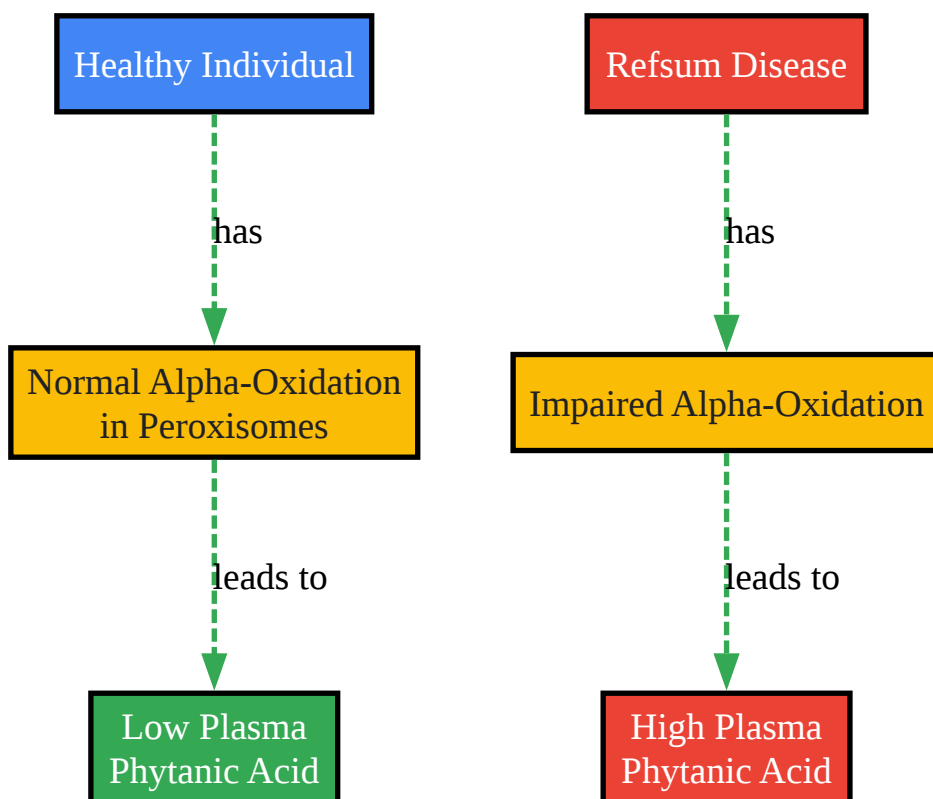 Healthy Individual
has
Normal Alpha-Oxidation
in Peroxisomes
leads to
Low Plasma
Phytanic Acid
Refsum Disease
has
Impaired Alpha-Oxidation
leads to
High Plasma
Phytanic Acid